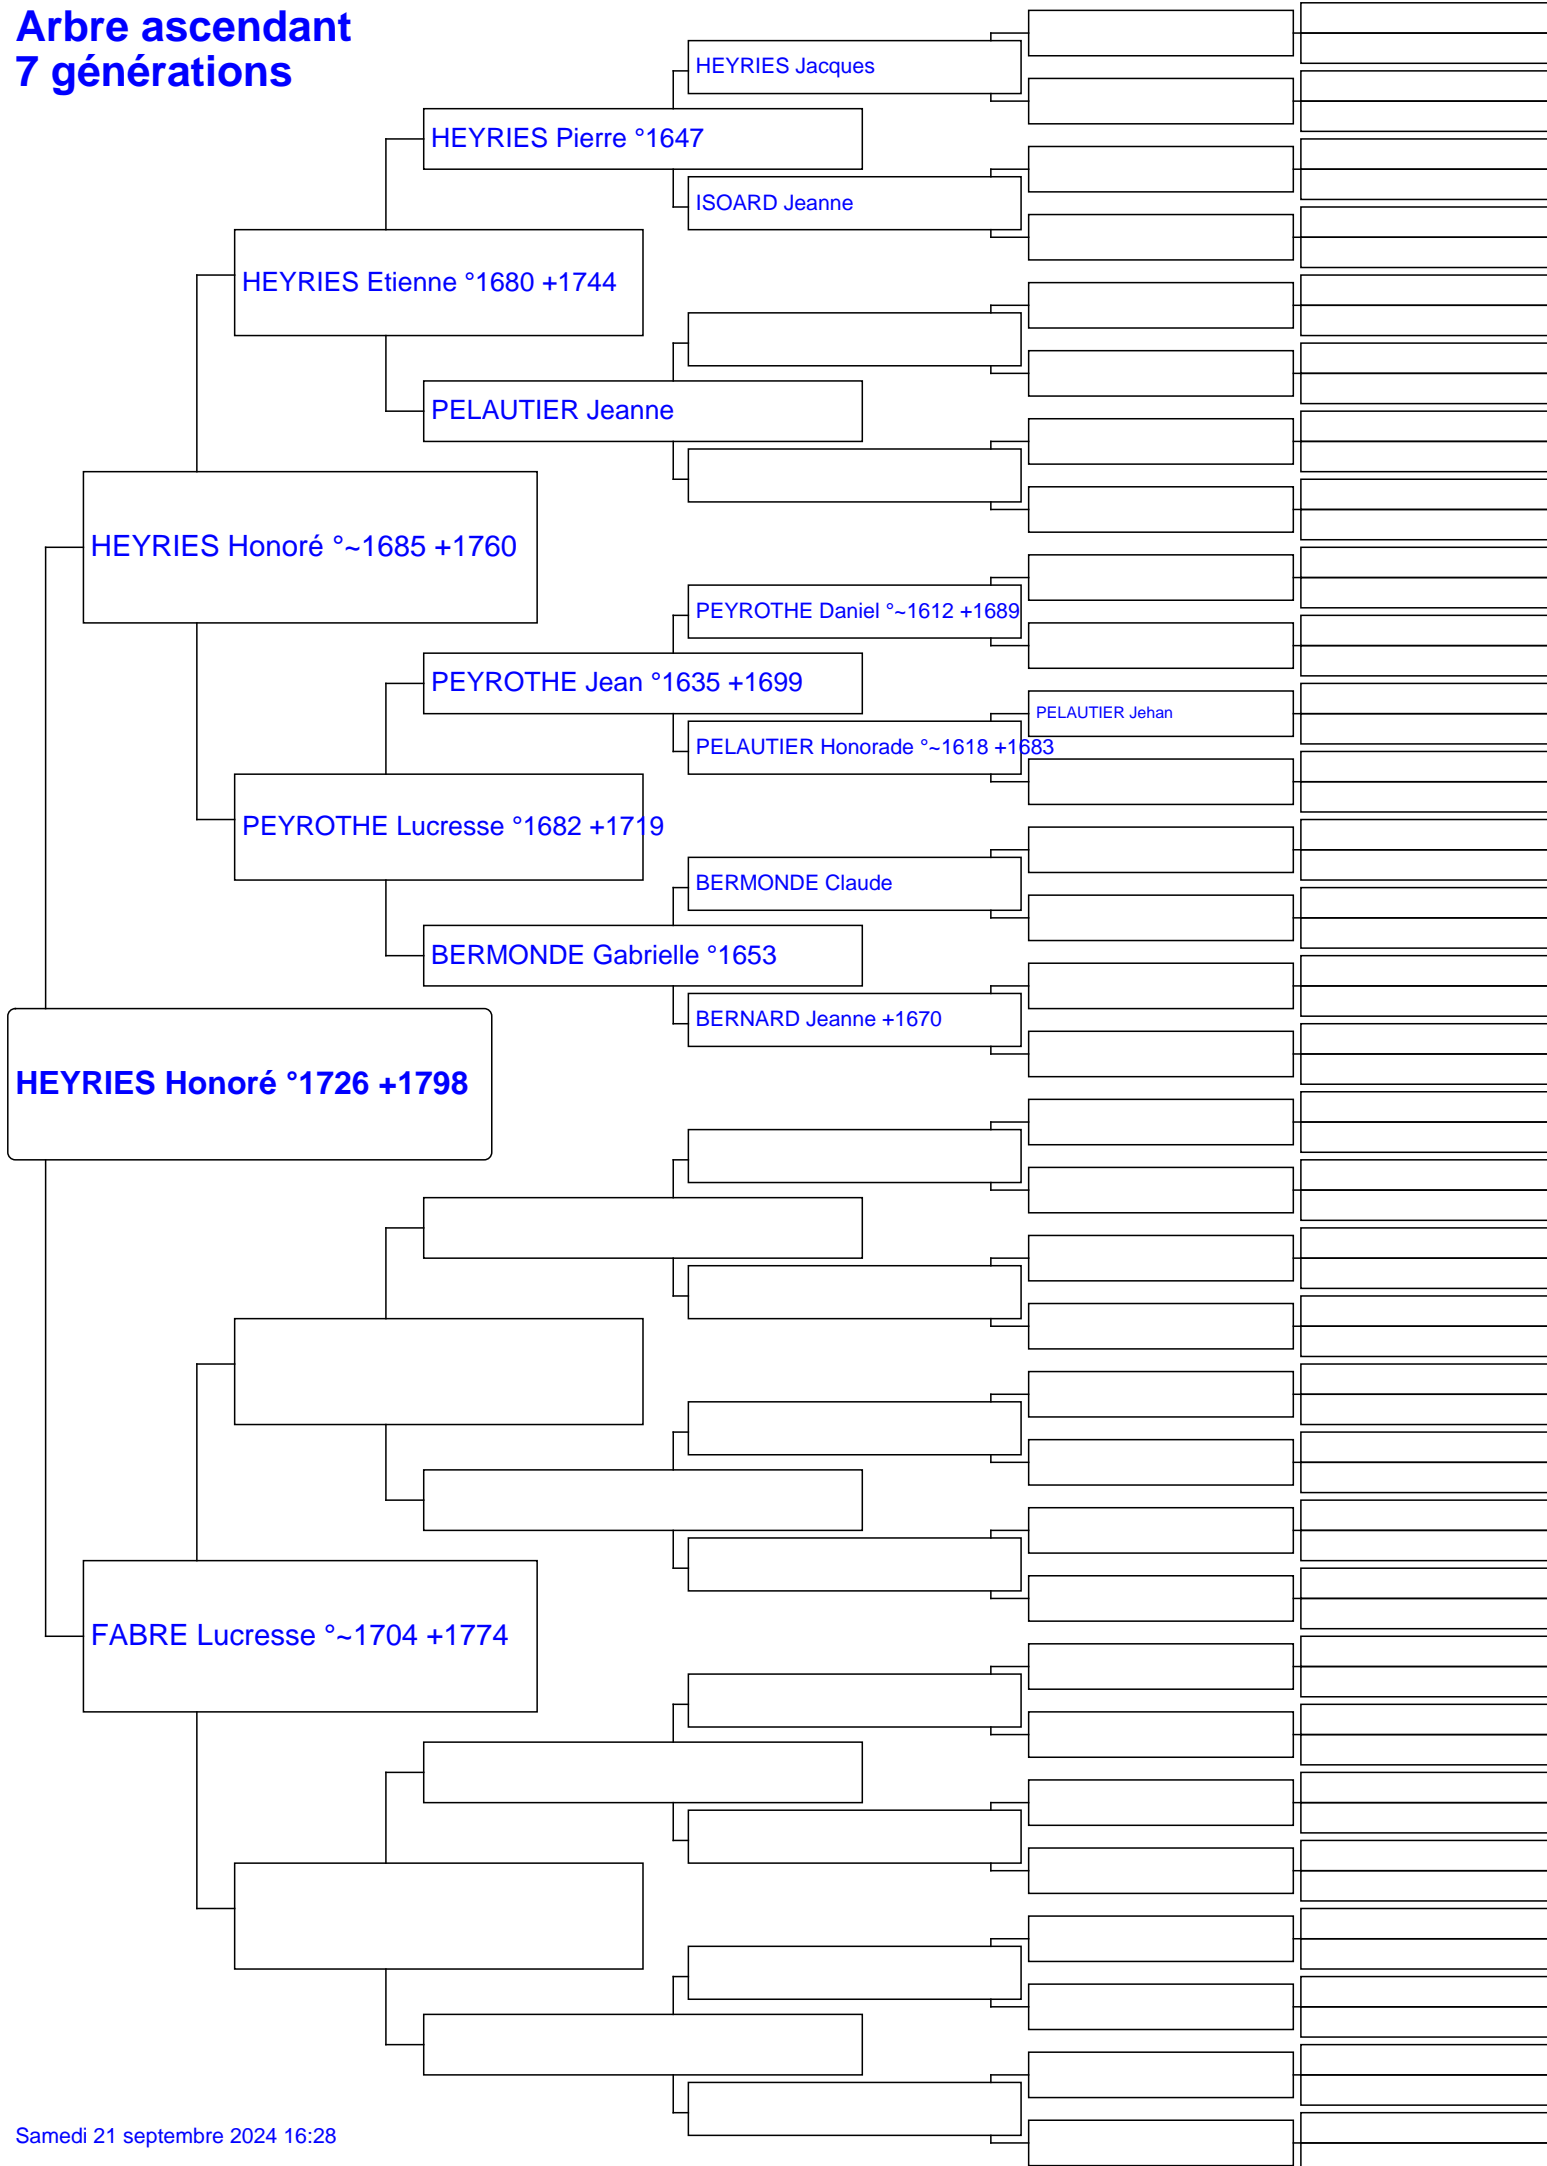 Arbre ascendant
7 générations
HEYRIES Jacques
HEYRIES Pierre °1647
ISOARD Jeanne
HEYRIES Etienne °1680 +1744
PELAUTIER Jeanne
HEYRIES Honoré °~1685 +1760
PEYROTHE Daniel °~1612 +1689
PEYROTHE Jean °1635 +1699
PELAUTIER Jehan
PELAUTIER Honorade °~1618 +1683
PEYROTHE Lucresse °1682 +1719
BERMONDE Claude
BERMONDE Gabrielle °1653
BERNARD Jeanne +1670
HEYRIES Honoré °1726 +1798
FABRE Lucresse °~1704 +1774
Samedi 21 septembre 2024 16:28